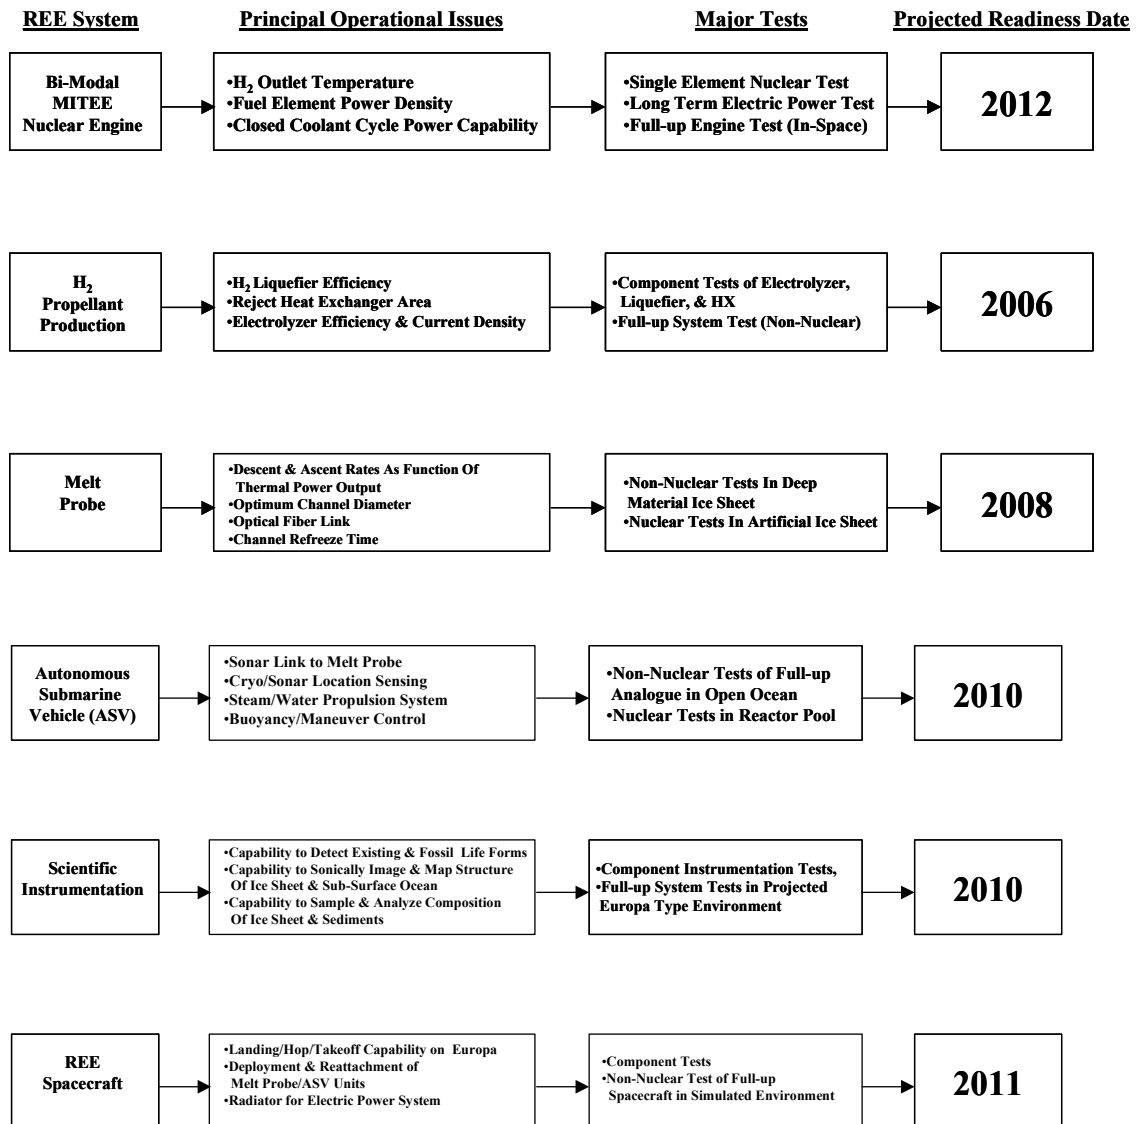 REE System
Principal Operational Issues
Major Tests
Projected Readiness Date
Bi-Modal
MITEE
Nuclear Engine
•H₂ Outlet Temperature
•Fuel Element Power Density
•Closed Coolant Cycle Power Capability
•Single Element Nuclear Test
•Long Term Electric Power Test
•Full-up Engine Test (In-Space)
2012
H₂
Propellant
Production
•H₂ Liquefier Efficiency
•Reject Heat Exchanger Area
•Electrolyzer Efficiency & Current Density
•Component Tests of Electrolyzer,
Liquefier, & HX
•Full-up System Test (Non-Nuclear)
2006
Melt
Probe
•Descent & Ascent Rates As Function Of
Thermal Power Output
•Optimum Channel Diameter
•Optical Fiber Link
•Channel Refreeze Time
•Non-Nuclear Tests In Deep
Material Ice Sheet
•Nuclear Tests In Artificial Ice Sheet
2008
Autonomous
Submarine
Vehicle (ASV)
•Sonar Link to Melt Probe
•Cryo/Sonar Location Sensing
•Steam/Water Propulsion System
•Buoyancy/Maneuver Control
•Non-Nuclear Tests of Full-up
Analogue in Open Ocean
•Nuclear Tests in Reactor Pool
2010
Scientific
Instrumentation
•Capability to Detect Existing & Fossil Life Forms
•Capability to Sonically Image & Map Structure
Of Ice Sheet & Sub-Surface Ocean
•Capability to Sample & Analyze Composition
Of Ice Sheet & Sediments
•Component Instrumentation Tests,
•Full-up System Tests in Projected
Europa Type Environment
2010
REE
Spacecraft
•Landing/Hop/Takeoff Capability on Europa
•Deployment & Reattachment of
Melt Probe/ASV Units
•Radiator for Electric Power System
•Component Tests
•Non-Nuclear Test of Full-up
Spacecraft in Simulated Environment
2011